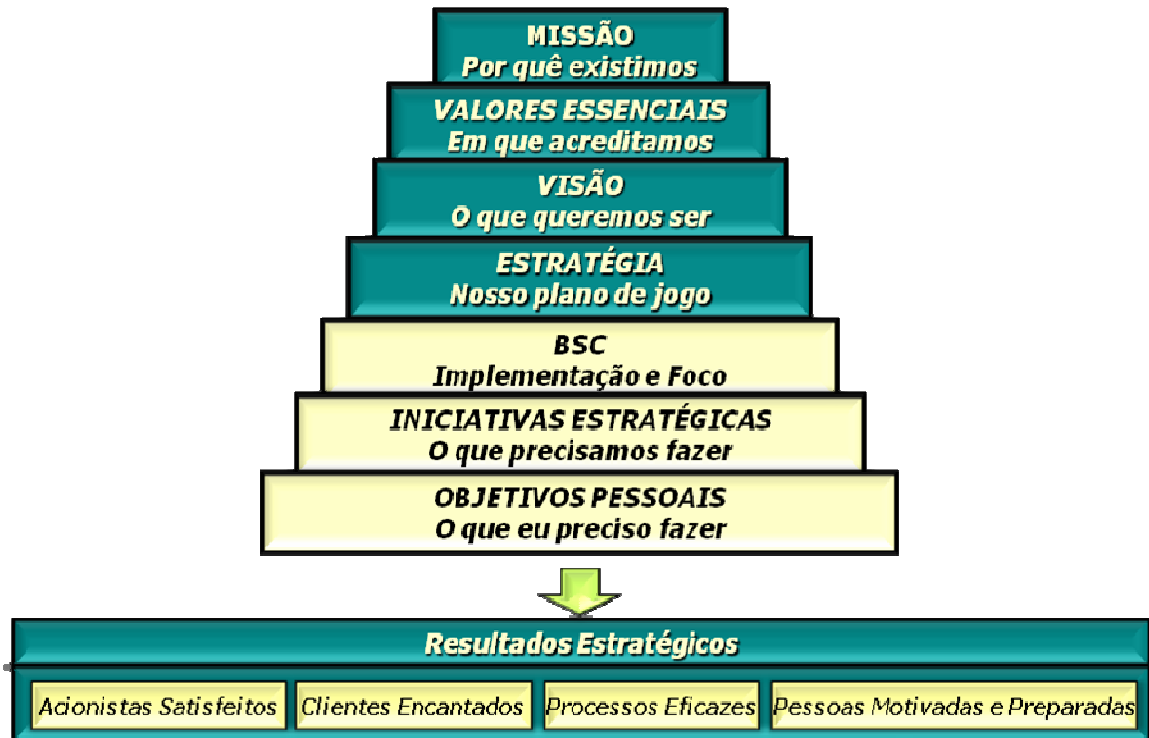 MISSÃO
Por quê existimos
VALORES ESSENCIAIS
Em que acreditamos
VISÃO
O que queremos ser
ESTRATÉGIA
Nosso plano de jogo
BSC
Implementação e Foco
INICIATIVAS ESTRATÉGICAS
O que precisamos fazer
OBJETIVOS PESSOAIS
O que eu preciso fazer
Resultados Estratégicos
Acionistas Satisfeitos
Clientes Encantados
Processos Eficazes
Pessoas Motivadas e Preparadas